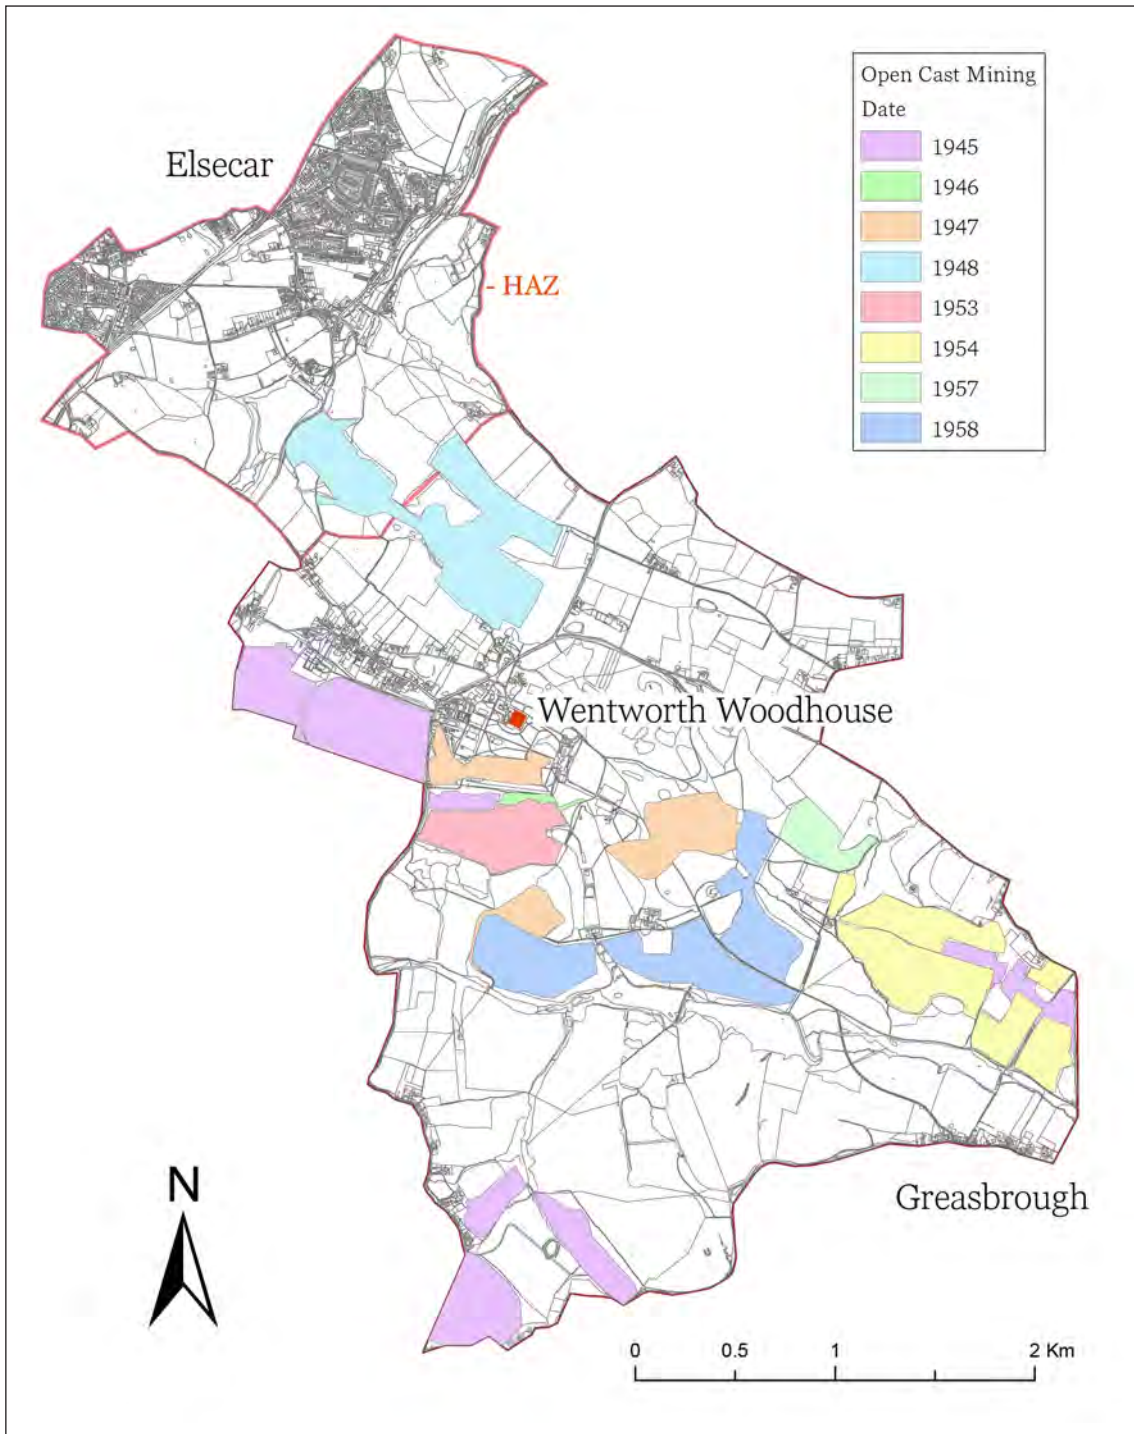 Open Cast Mining
Date
1945
1946
1947
1948
1953
1954
1957
1958
Elsecar
- HAZ
Wentworth Woodhouse
Greasbrough
N
0 0.5 1 2 Km